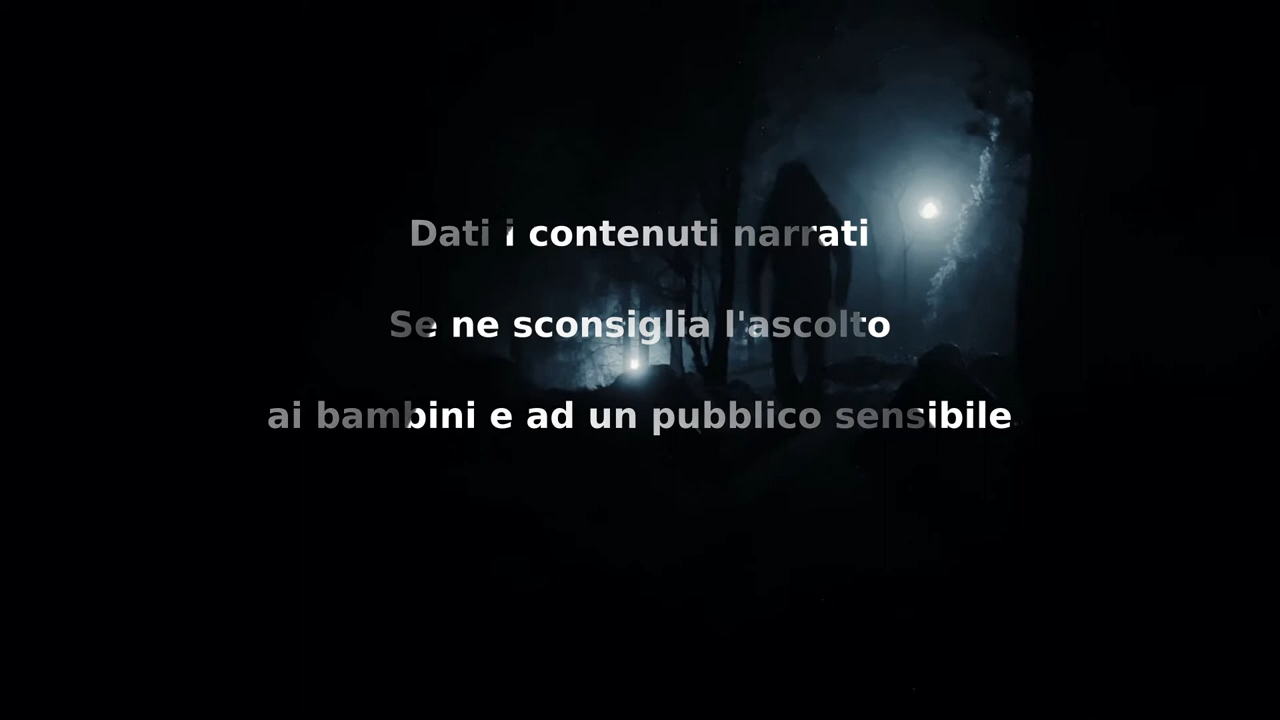 Dati i contenuti narrati
Se ne sconsiglia l'ascolto
ai bambini e ad un pubblico sensibile